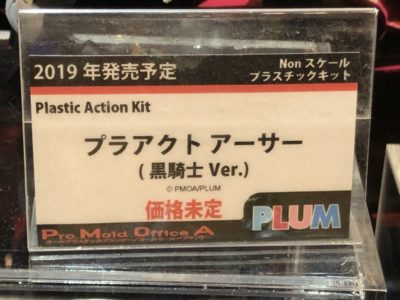 2019 年発売予定
Non スケール
プラスチックキット
Plastic Action Kit
プラアクト アーサー
( 黒騎士 Ver.)
© PMOA/PLUM
価格未定
PLUM
Pro.Mold Office A